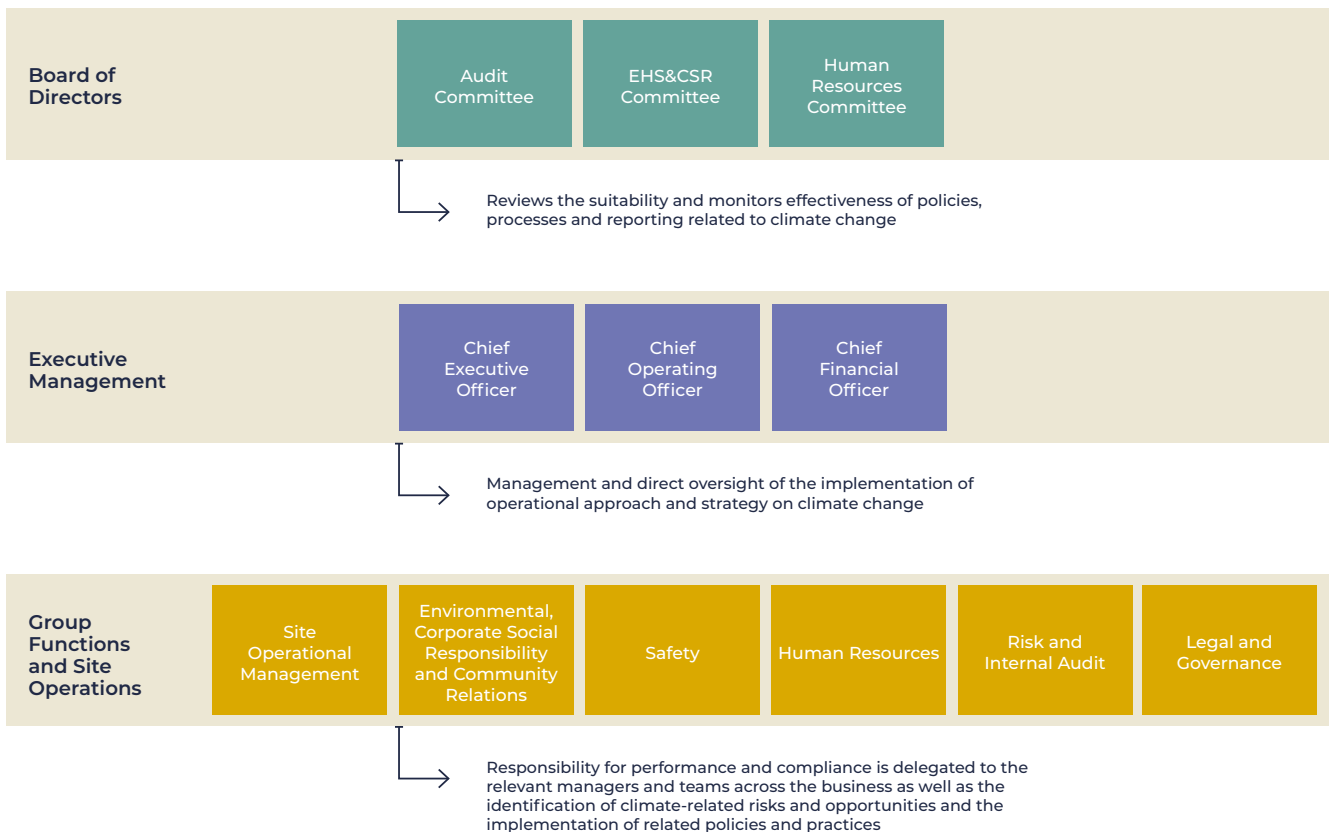 Board of
Directors
Audit
Committee
EHS&CSR
Committee
Human
Resources
Committee
Reviews the suitability and monitors effectiveness of policies,
processes and reporting related to climate change
Executive
Management
Chief
Executive
Officer
Chief
Operating
Officer
Chief
Financial
Officer
Management and direct oversight of the implementation of
operational approach and strategy on climate change
Group
Functions
and Site
Operations
Site
Operational
Management
Environmental,
Corporate Social
Responsibility
and Community
Relations
Safety
Human Resources
Risk and
Internal Audit
Legal and
Governance
Responsibility for performance and compliance is delegated to the
relevant managers and teams across the business as well as the
identification of climate-related risks and opportunities and the
implementation of related policies and practices